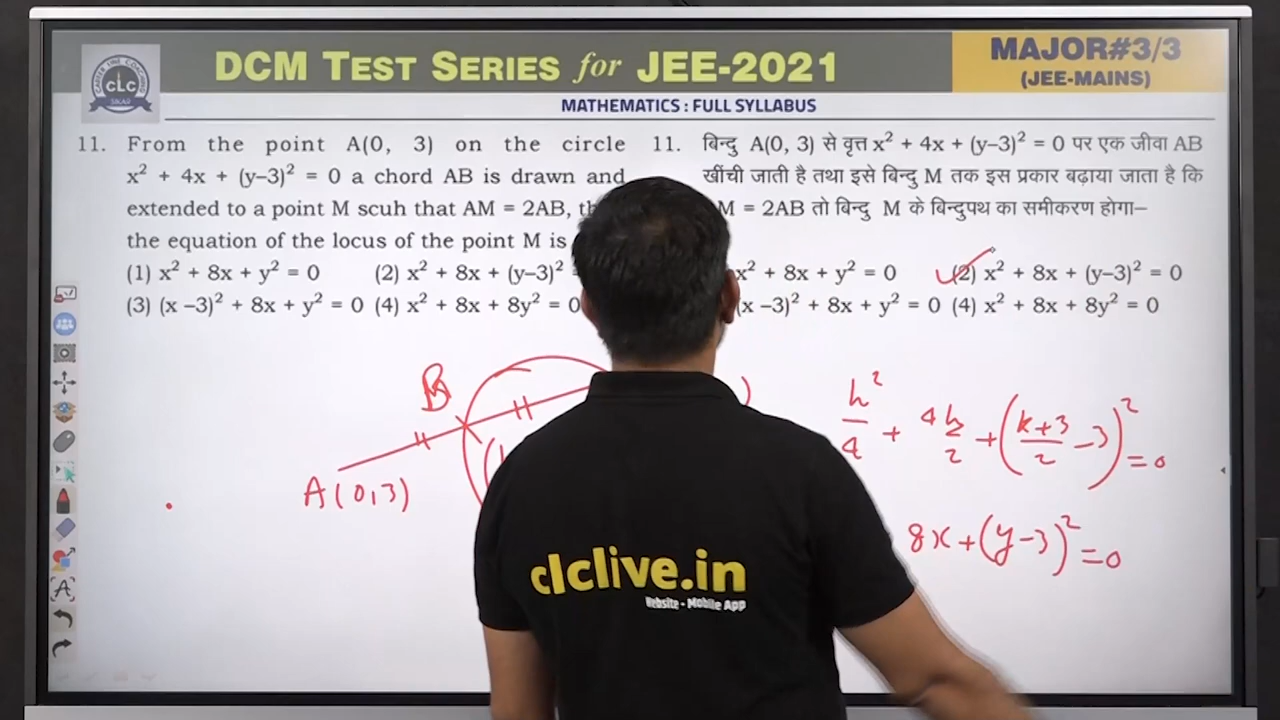 DCM TEST SERIES for JEE-2021
MAJOR#3/3
(JEE-MAINS)
CLC
SIKAR
MATHEMATICS : FULL SYLLABUS
11. From the point A(0, 3) on the circle
x² + 4x + (y–3)² = 0 a chord AB is drawn and
extended to a point M scuh that AM = 2AB,
the equation of the locus of the point M is
(1) x² + 8x + y² = 0 (2) x² + 8x + (y–3)²
(3) (x –3)² + 8x + y² = 0 (4) x² + 8x + 8y² = 0
11. बिन्दु A(0, 3) से वृत्त x² + 4x + (y–3)² = 0 पर एक जीवा AB
खींची जाती है तथा इसे बिन्दु M तक इस प्रकार बढ़ाया जाता है कि
M = 2AB तो बिन्दु M के बिन्दुपथ का समीकरण होगा–
x² + 8x + y² = 0 (2) x² + 8x + (y–3)² = 0
(x –3)² + 8x + y² = 0 (4) x² + 8x + 8y² = 0
B
A(0,3)
h²/4 + 4h/2 + (k+3/2 – 3)² = 0
8x + (y–3)² = 0
clclive.in
Website - Mobile App